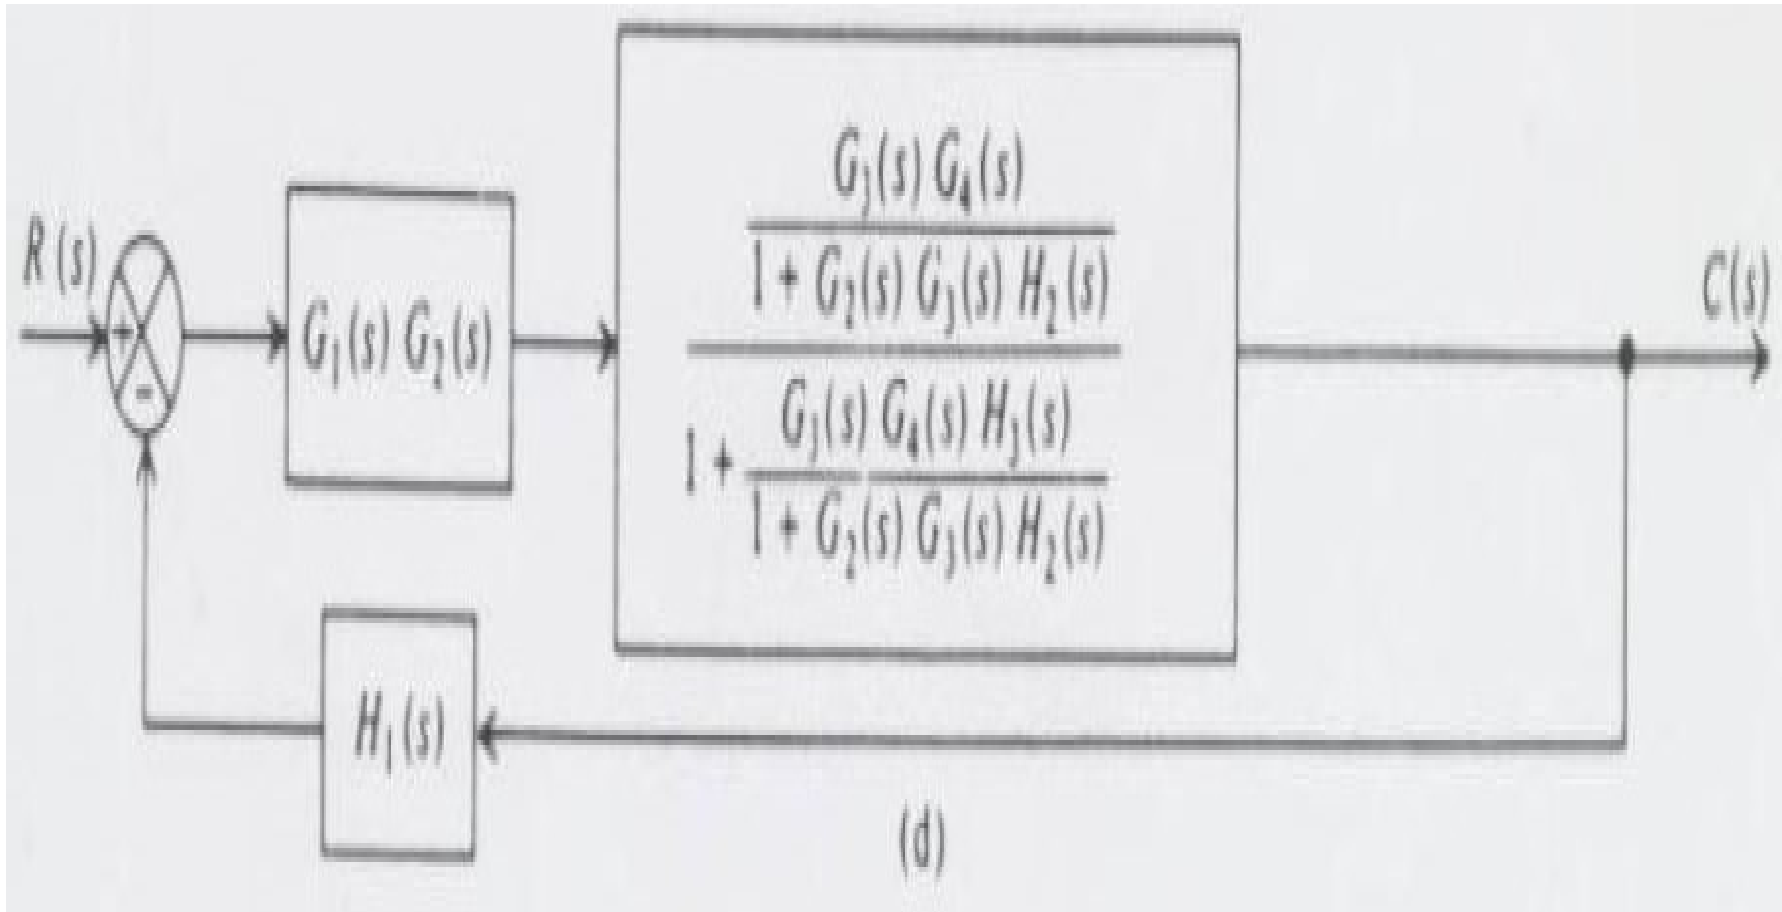 R(s)
+
-
G₁(s) G₂(s)
G₃(s) G₄(s)
1 + G₂(s) G₃(s) H₂(s)
1 + G₃(s) G₄(s) H₃(s)
1 + G₂(s) G₃(s) H₂(s)
C(s)
H₁(s)
(d)